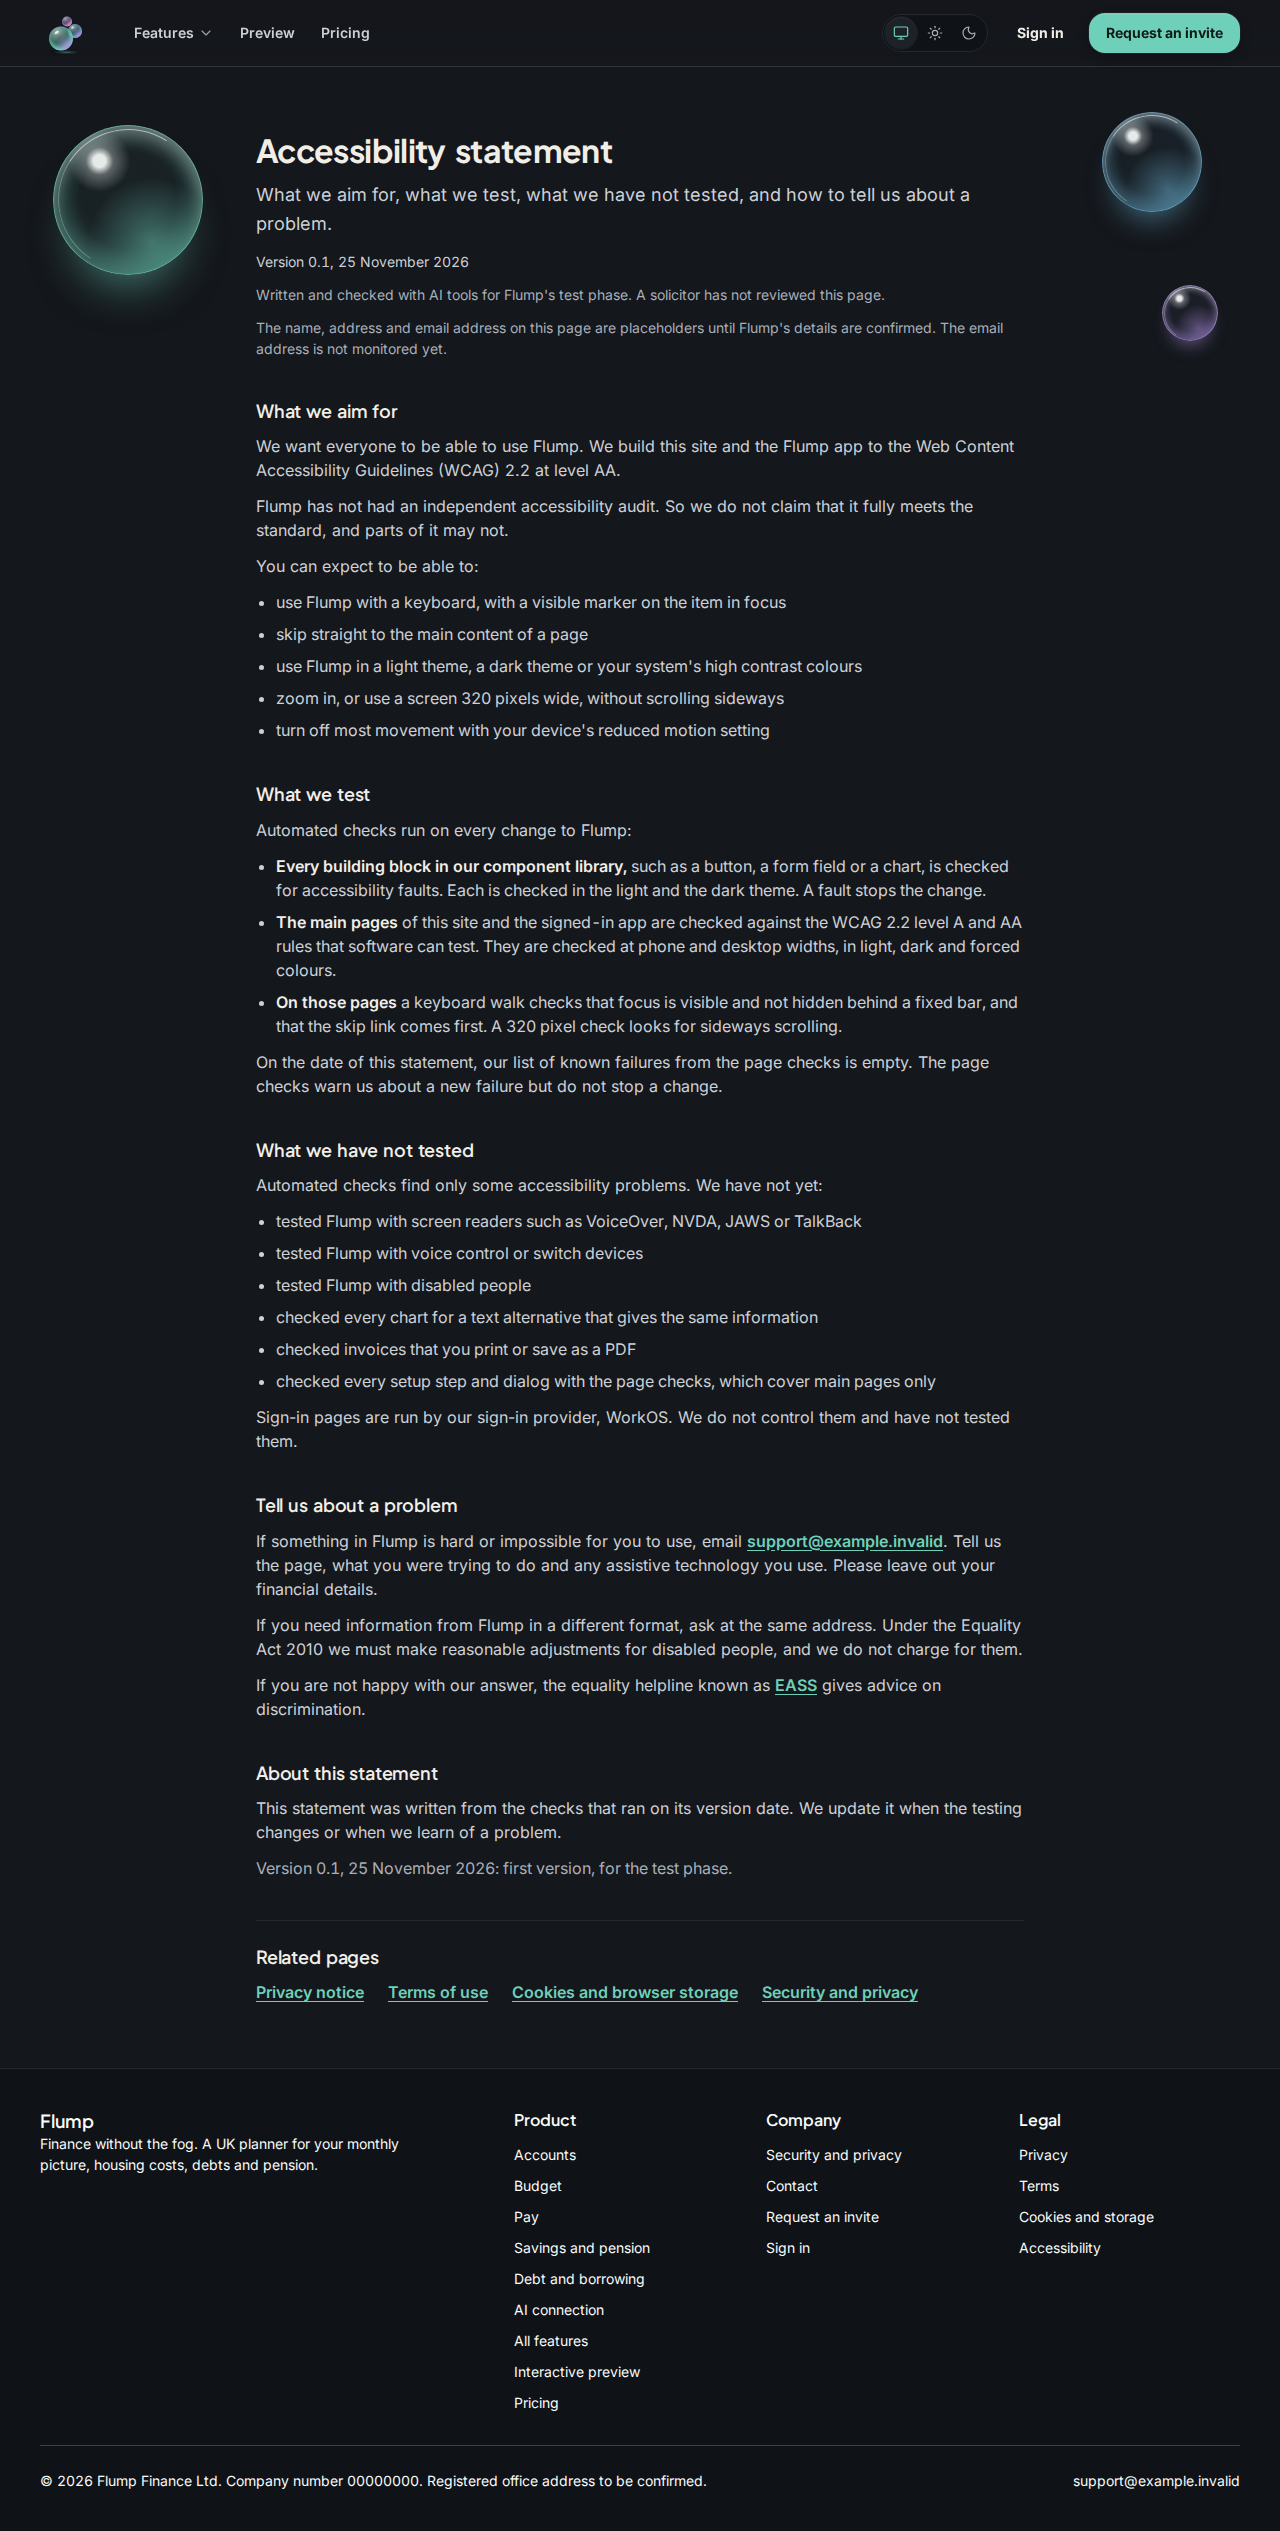 Features
Preview
Pricing
Sign in
Request an invite
Accessibility statement
What we aim for, what we test, what we have not tested, and how to tell us about a
problem.
Version 0.1, 25 November 2026
Written and checked with AI tools for Flump's test phase. A solicitor has not reviewed this page.
The name, address and email address on this page are placeholders until Flump's details are confirmed. The email
address is not monitored yet.
What we aim for
We want everyone to be able to use Flump. We build this site and the Flump app to the Web Content
Accessibility Guidelines (WCAG) 2.2 at level AA.
Flump has not had an independent accessibility audit. So we do not claim that it fully meets the
standard, and parts of it may not.
You can expect to be able to:
use Flump with a keyboard, with a visible marker on the item in focus
skip straight to the main content of a page
use Flump in a light theme, a dark theme or your system's high contrast colours
zoom in, or use a screen 320 pixels wide, without scrolling sideways
turn off most movement with your device's reduced motion setting
What we test
Automated checks run on every change to Flump:
Every building block in our component library, such as a button, a form field or a chart, is checked
for accessibility faults. Each is checked in the light and the dark theme. A fault stops the change.
The main pages of this site and the signed-in app are checked against the WCAG 2.2 level A and AA
rules that software can test. They are checked at phone and desktop widths, in light, dark and forced
colours.
On those pages a keyboard walk checks that focus is visible and not hidden behind a fixed bar, and
that the skip link comes first. A 320 pixel check looks for sideways scrolling.
On the date of this statement, our list of known failures from the page checks is empty. The page
checks warn us about a new failure but do not stop a change.
What we have not tested
Automated checks find only some accessibility problems. We have not yet:
tested Flump with screen readers such as VoiceOver, NVDA, JAWS or TalkBack
tested Flump with voice control or switch devices
tested Flump with disabled people
checked every chart for a text alternative that gives the same information
checked invoices that you print or save as a PDF
checked every setup step and dialog with the page checks, which cover main pages only
Sign-in pages are run by our sign-in provider, WorkOS. We do not control them and have not tested
them.
Tell us about a problem
If something in Flump is hard or impossible for you to use, email support@example.invalid. Tell us
the page, what you were trying to do and any assistive technology you use. Please leave out your
financial details.
If you need information from Flump in a different format, ask at the same address. Under the Equality
Act 2010 we must make reasonable adjustments for disabled people, and we do not charge for them.
If you are not happy with our answer, the equality helpline known as EASS gives advice on
discrimination.
About this statement
This statement was written from the checks that ran on its version date. We update it when the testing
changes or when we learn of a problem.
Version 0.1, 25 November 2026: first version, for the test phase.
Related pages
Privacy notice
Terms of use
Cookies and browser storage
Security and privacy
Flump
Finance without the fog. A UK planner for your monthly
picture, housing costs, debts and pension.
Product
Accounts
Budget
Pay
Savings and pension
Debt and borrowing
AI connection
All features
Interactive preview
Pricing
Company
Security and privacy
Contact
Request an invite
Sign in
Legal
Privacy
Terms
Cookies and storage
Accessibility
© 2026 Flump Finance Ltd. Company number 00000000. Registered office address to be confirmed.
support@example.invalid